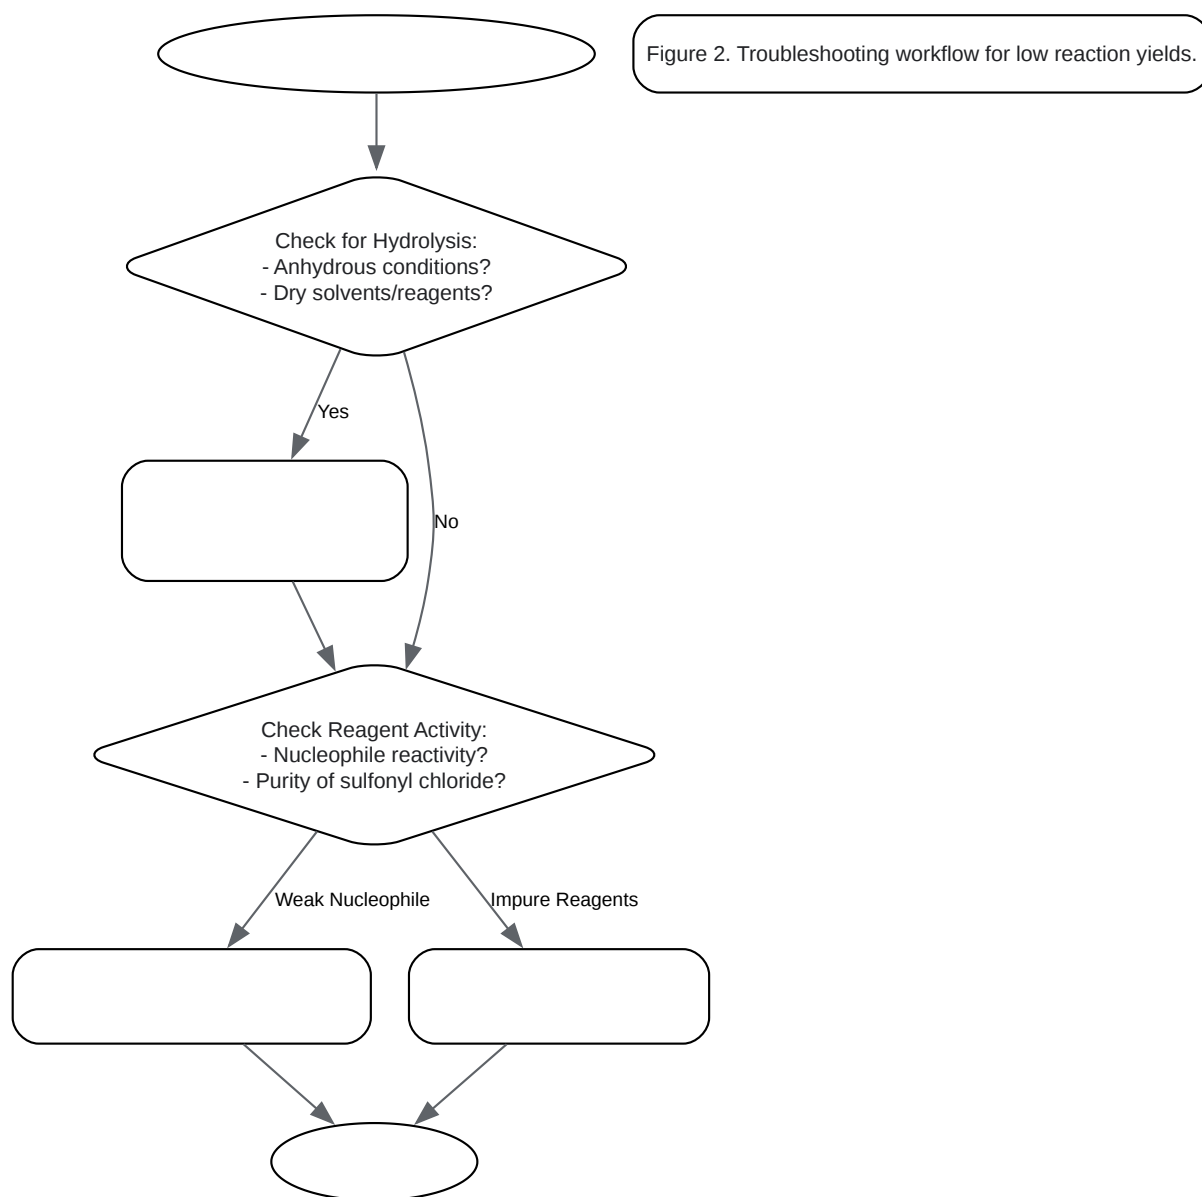 Figure 2. Troubleshooting workflow for low reaction yields.
Check for Hydrolysis:
- Anhydrous conditions?
- Dry solvents/reagents?
Yes
No
Check Reagent Activity:
- Nucleophile reactivity?
- Purity of sulfonyl chloride?
Weak Nucleophile
Impure Reagents